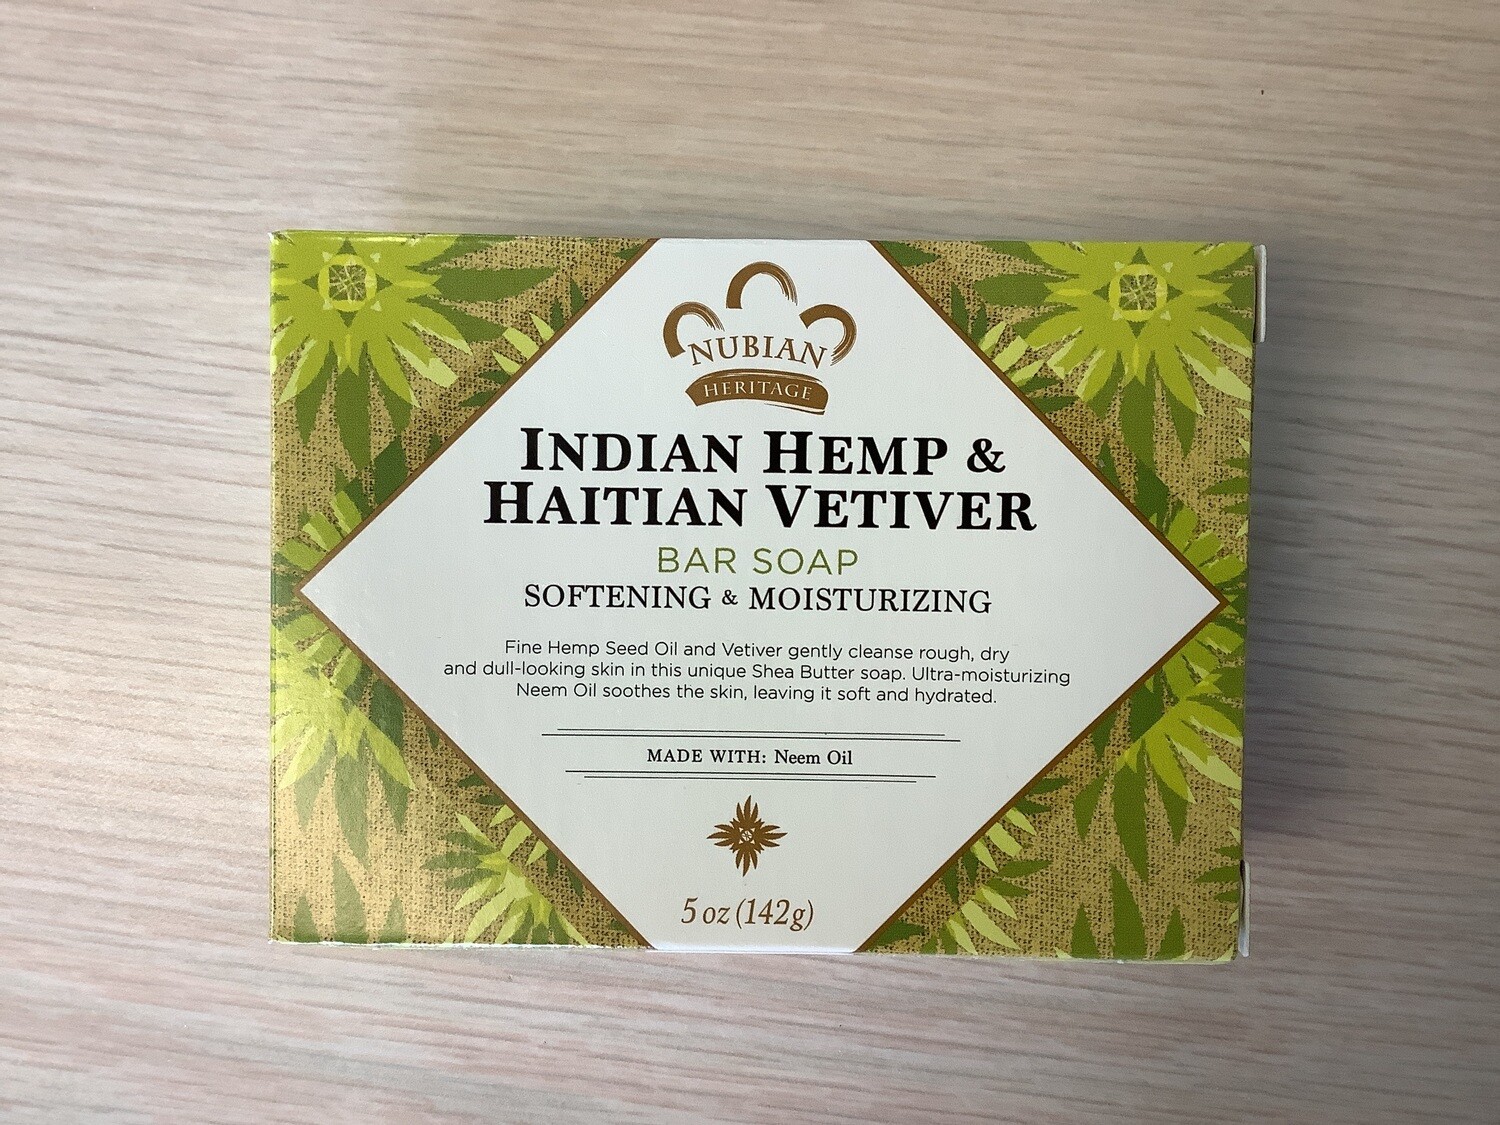 NUBIAN
HERITAGE
INDIAN HEMP &
HAITIAN VETIVER
BAR SOAP
SOFTENING & MOISTURIZING
Fine Hemp Seed Oil and Vetiver gently cleanse rough, dry
and dull-looking skin in this unique Shea Butter soap. Ultra-moisturizing
Neem Oil soothes the skin, leaving it soft and hydrated.
MADE WITH: Neem Oil
5 oz (142g)